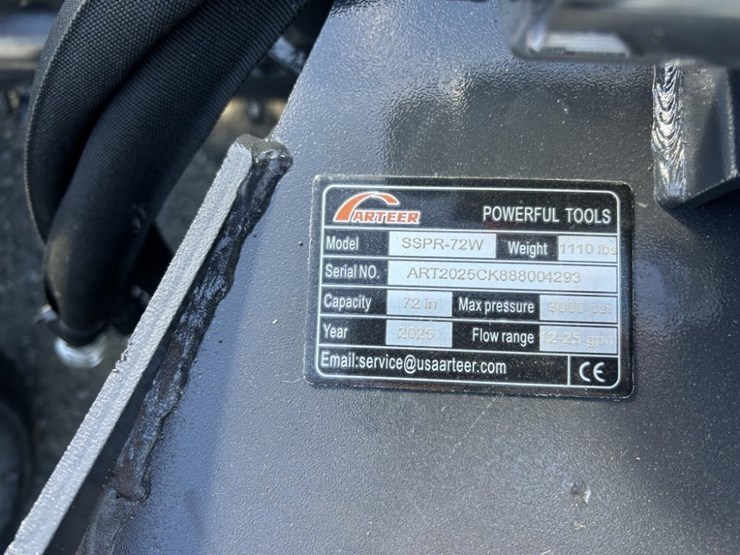 ARTEER POWERFUL TOOLS
Model SSPR-72W Weight 1110 lbs
Serial NO. ART2025CK888004293
Capacity 72 in Max pressure 3000 psi
Year 2025 Flow range 12-25 gpm
Email:service@usaarteer.com CE